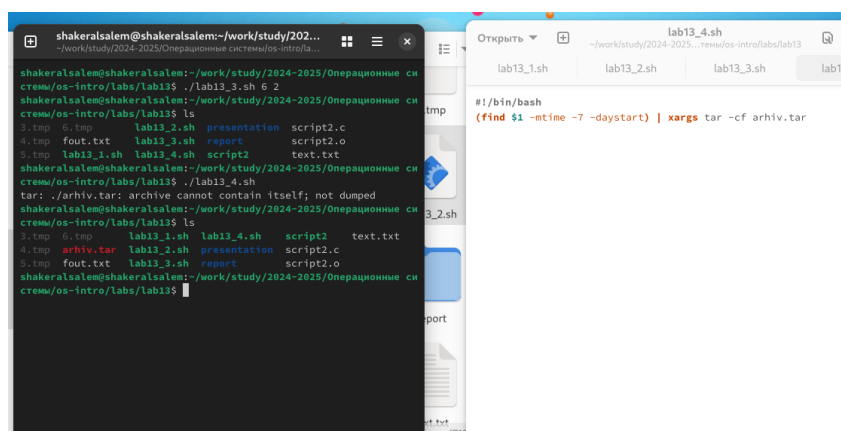 shakeralsalem@shakeralsalem:~/work/study/202...
~/work/study/2024-2025/Операционные системы/os-intro/la...
shakeralsalem@shakeralsalem:~/work/study/2024-2025/Операционные си
стемы/os-intro/labs/lab13$ ./lab13_3.sh 6 2
shakeralsalem@shakeralsalem:~/work/study/2024-2025/Операционные си
стемы/os-intro/labs/lab13$ ls
3.tmp 6.tmp lab13_2.sh presentation script2.c
4.tmp fout.txt lab13_3.sh report script2.o
5.tmp lab13_1.sh lab13_4.sh script2 text.txt
shakeralsalem@shakeralsalem:~/work/study/2024-2025/Операционные си
стемы/os-intro/labs/lab13$ ./lab13_4.sh
tar: ./arhiv.tar: archive cannot contain itself; not dumped
shakeralsalem@shakeralsalem:~/work/study/2024-2025/Операционные си
стемы/os-intro/labs/lab13$ ls
3.tmp 6.tmp lab13_1.sh lab13_4.sh script2 text.txt
4.tmp arhiv.tar lab13_2.sh presentation script2.c
5.tmp fout.txt lab13_3.sh report script2.o
shakeralsalem@shakeralsalem:~/work/study/2024-2025/Операционные си
стемы/os-intro/labs/lab13$
.tmp
3_2.sh
port
xt.txt
Открыть
lab13_4.sh
~/work/study/2024-2025...темы/os-intro/labs/lab13
lab13_1.sh lab13_2.sh lab13_3.sh lab1
#!/bin/bash
(find $1 -mtime -7 -daystart) | xargs tar -cf arhiv.tar